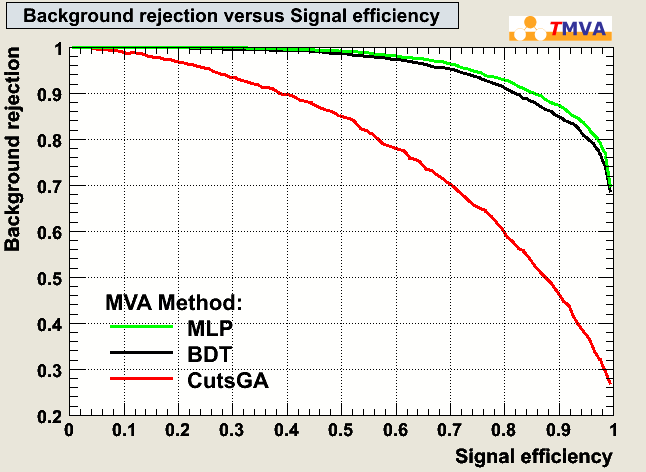 Background rejection versus Signal efficiency
TMVA
Background rejection
1
0.9
0.8
0.7
0.6
0.5
0.4
0.3
0.2
MVA Method:
MLP
BDT
CutsGA
0 0.1 0.2 0.3 0.4 0.5 0.6 0.7 0.8 0.9 1
Signal efficiency